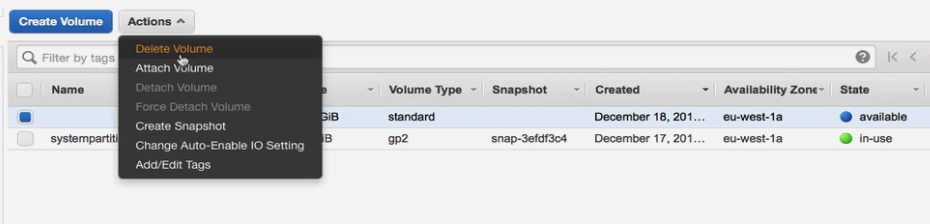 Create Volume Actions
Delete Volume
Filter by tags
Attach Volume
Detach Volume
Name Volume Type Snapshot Created Availability Zone State
Force Detach Volume
GiB standard December 18, 201... eu-west-1a available
Create Snapshot
systempartiti iB gp2 snap-3efdf3c4 December 17, 201... eu-west-1a in-use
Change Auto-Enable IO Setting
Add/Edit Tags